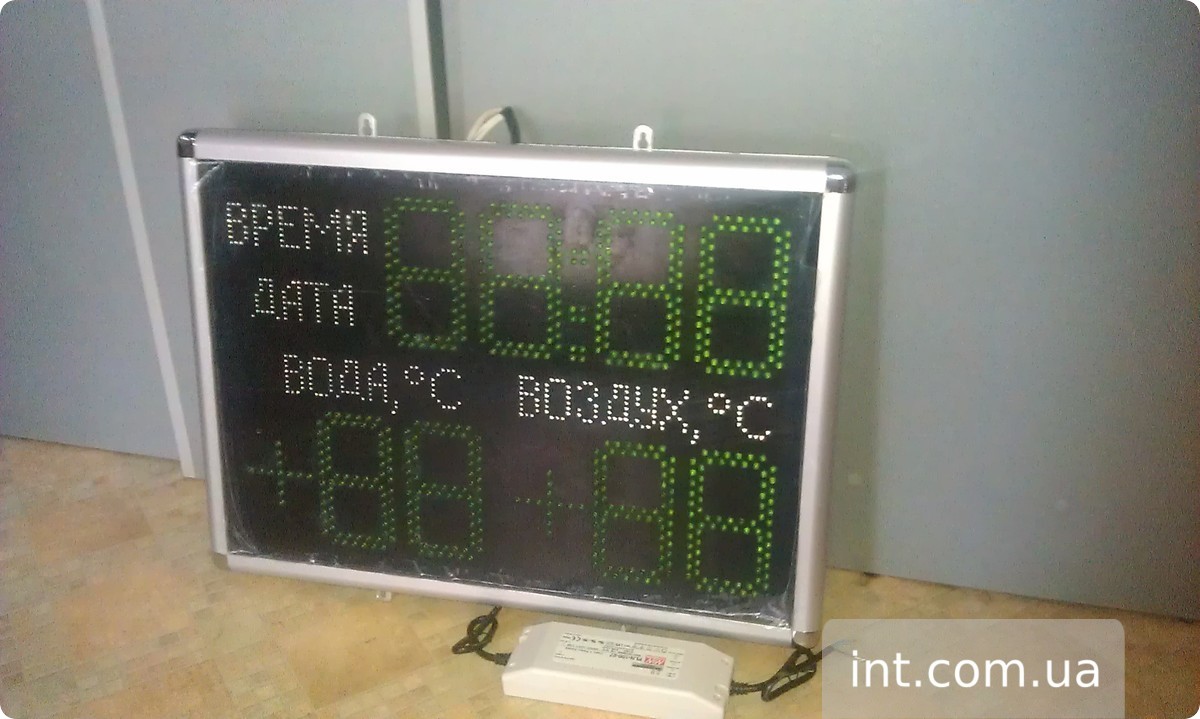 ВРЕМЯ 88:88
ДАТА
ВОДА,°C ВОЗДУХ,°C
+88 +88
int.com.ua